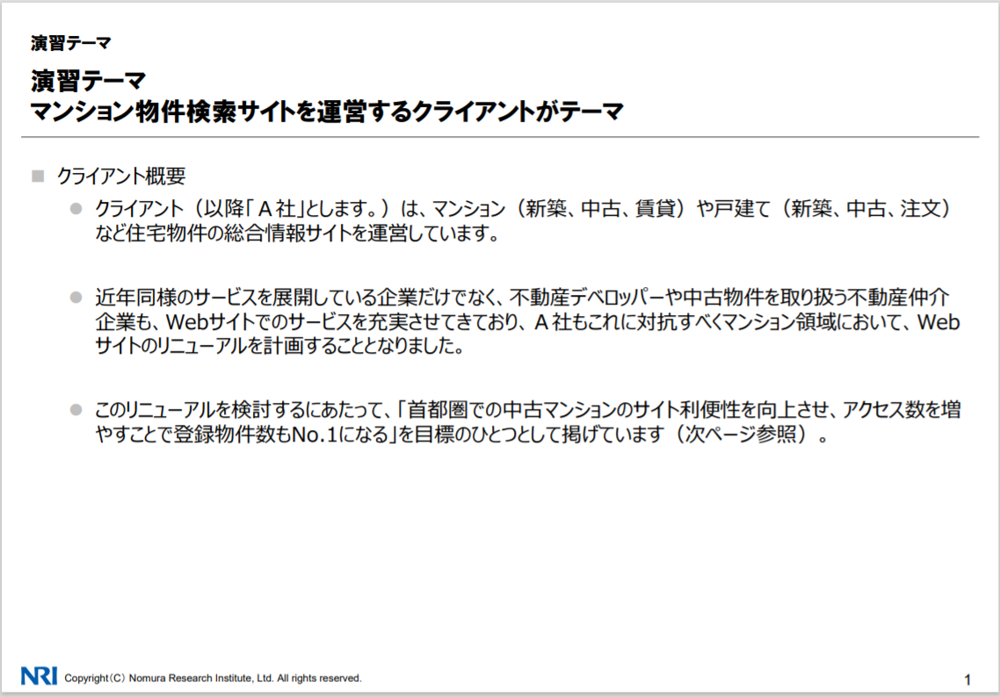 演習テーマ
演習テーマ
マンション物件検索サイトを運営するクライアントがテーマ
■ クライアント概要
● クライアント（以降「Ａ社」とします。）は、マンション（新築、中古、賃貸）や戸建て（新築、中古、注文）
など住宅物件の総合情報サイトを運営しています。
● 近年同様のサービスを展開している企業だけでなく、不動産デベロッパーや中古物件を取り扱う不動産仲介
企業も、Webサイトでのサービスを充実させてきており、Ａ社もこれに対抗すべくマンション領域において、Web
サイトのリニューアルを計画することとなりました。
● このリニューアルを検討するにあたって、「首都圏での中古マンションのサイト利便性を向上させ、アクセス数を増
やすことで登録物件数もNo.1になる」を目標のひとつとして掲げています（次ページ参照）。
NRI Copyright（C） Nomura Research Institute, Ltd. All rights reserved.
1